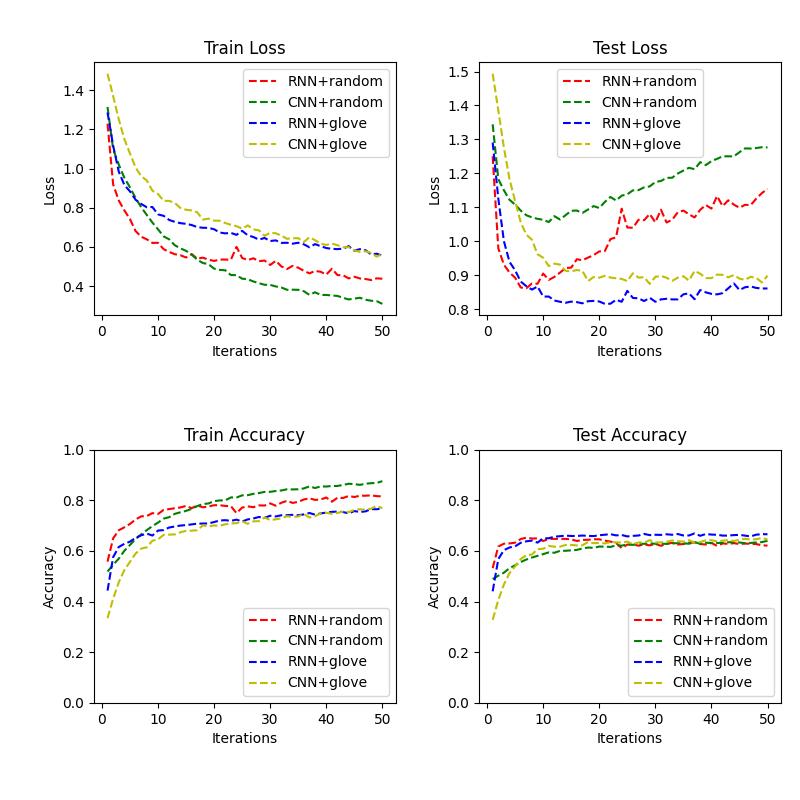 Train Loss
Loss
1.4
1.2
1.0
0.8
0.6
0.4
RNN+random
CNN+random
RNN+glove
CNN+glove
0 10 20 30 40 50
Iterations
Test Loss
Loss
1.5
1.4
1.3
1.2
1.1
1.0
0.9
0.8
RNN+random
CNN+random
RNN+glove
CNN+glove
0 10 20 30 40 50
Iterations
Train Accuracy
Accuracy
1.0
0.8
0.6
0.4
0.2
0.0
RNN+random
CNN+random
RNN+glove
CNN+glove
0 10 20 30 40 50
Iterations
Test Accuracy
Accuracy
1.0
0.8
0.6
0.4
0.2
0.0
RNN+random
CNN+random
RNN+glove
CNN+glove
0 10 20 30 40 50
Iterations